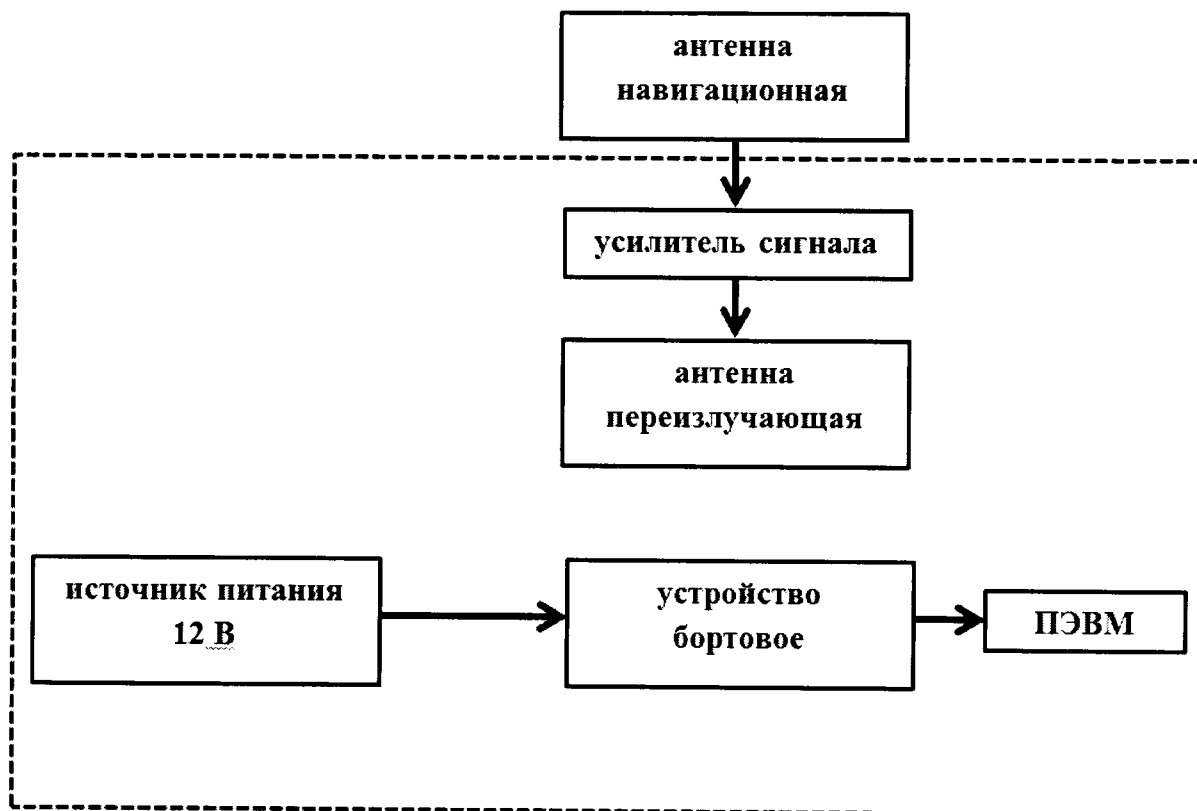 антенна
навигационная
усилитель сигнала
антенна
переизлучающая
источник питания
12 В
устройство
бортовое
ПЭВМ